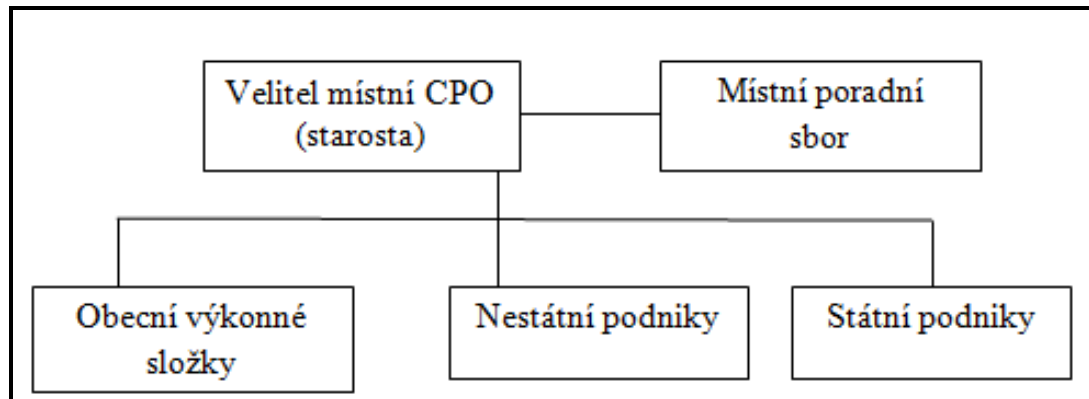 Velitel místní CPO
(starosta)
Místní poradní
sbor
Obecní výkonné
složky
Nestátní podniky
Státní podniky